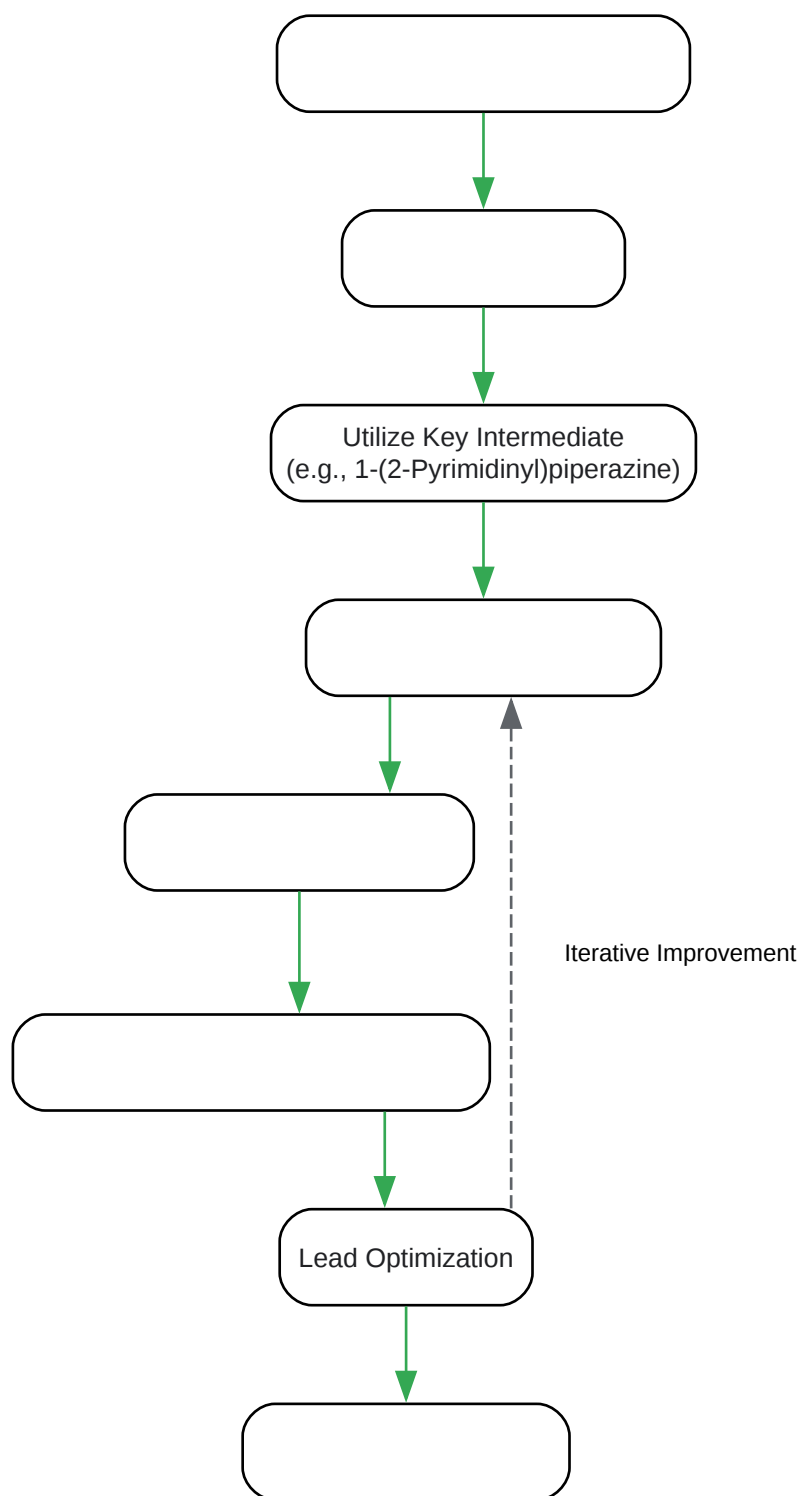 Utilize Key Intermediate
(e.g., 1-(2-Pyrimidinyl)piperazine)
Iterative Improvement
Lead Optimization